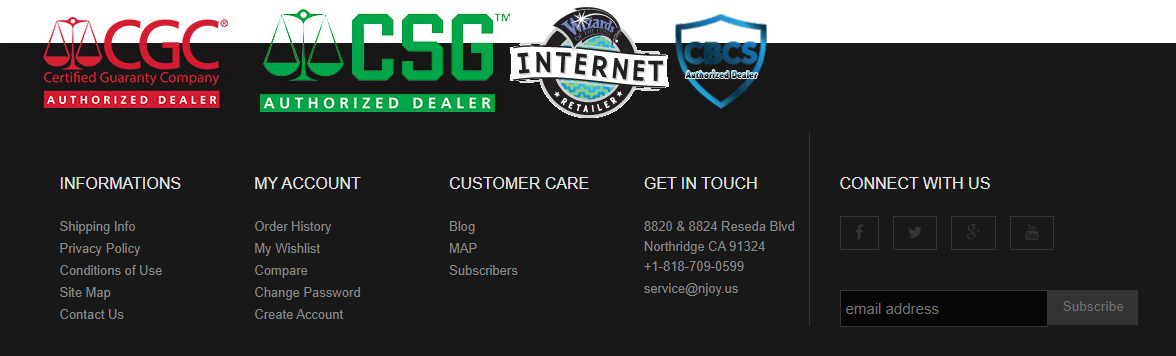 CGC®
Certified Guaranty Company
AUTHORIZED DEALER
CSG™
AUTHORIZED DEALER
Wizards
INTERNET
RETAILER
CBCS
Authorized Dealer
INFORMATIONS
Shipping Info
Privacy Policy
Conditions of Use
Site Map
Contact Us
MY ACCOUNT
Order History
My Wishlist
Compare
Change Password
Create Account
CUSTOMER CARE
Blog
MAP
Subscribers
GET IN TOUCH
8820 & 8824 Reseda Blvd
Northridge CA 91324
+1-818-709-0599
service@njoy.us
CONNECT WITH US
email address
Subscribe